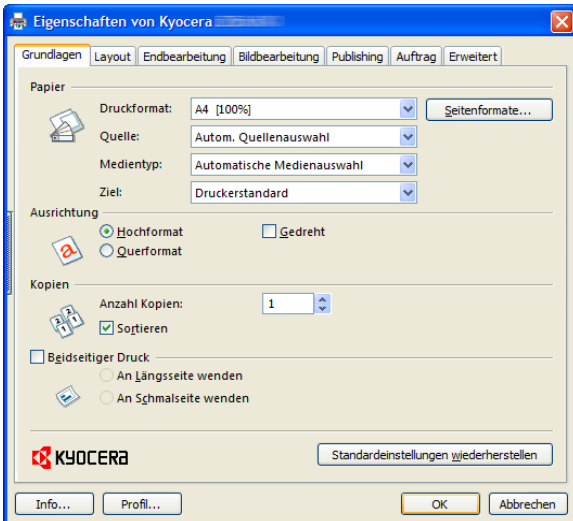 Eigenschaften von Kyocera
Grundlagen Layout Endbearbeitung Bildbearbeitung Publishing Auftrag Erweitert
Papier
Druckformat: A4 [100%] Seitenformate...
Quelle: Autom. Quellenauswahl
Medientyp: Automatische Medienauswahl
Ziel: Druckerstandard
Ausrichtung
Hochformat Gedreht
Querformat
Kopien
Anzahl Kopien: 1
Sortieren
Beidseitiger Druck
An Längsseite wenden
An Schmalseite wenden
KYOCERA Standardeinstellungen wiederherstellen
Info... Profil... OK Abbrechen